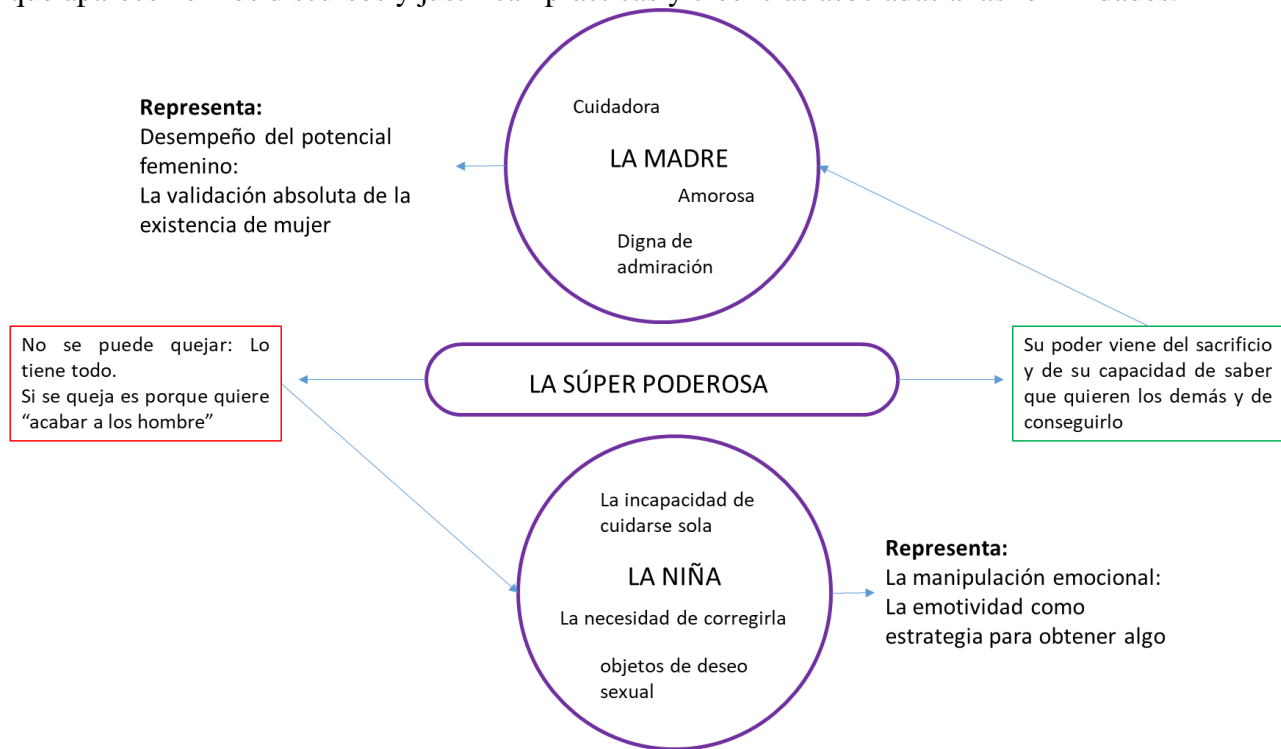 Cuidadora
LA MADRE
Amorosa
Digna de
admiración
Representa:
Desempeño del potencial
femenino:
La validación absoluta de la
existencia de mujer
No se puede quejar: Lo
tiene todo.
Si se queja es porque quiere
“acabar a los hombre”
LA SÚPER PODEROSA
Su poder viene del sacrificio
y de su capacidad de saber
que quieren los demás y de
conseguirlo
La incapacidad de
cuidarse sola
LA NIÑA
La necesidad de corregirla
objetos de deseo
sexual
Representa:
La manipulación emocional:
La emotividad como
estrategia para obtener algo